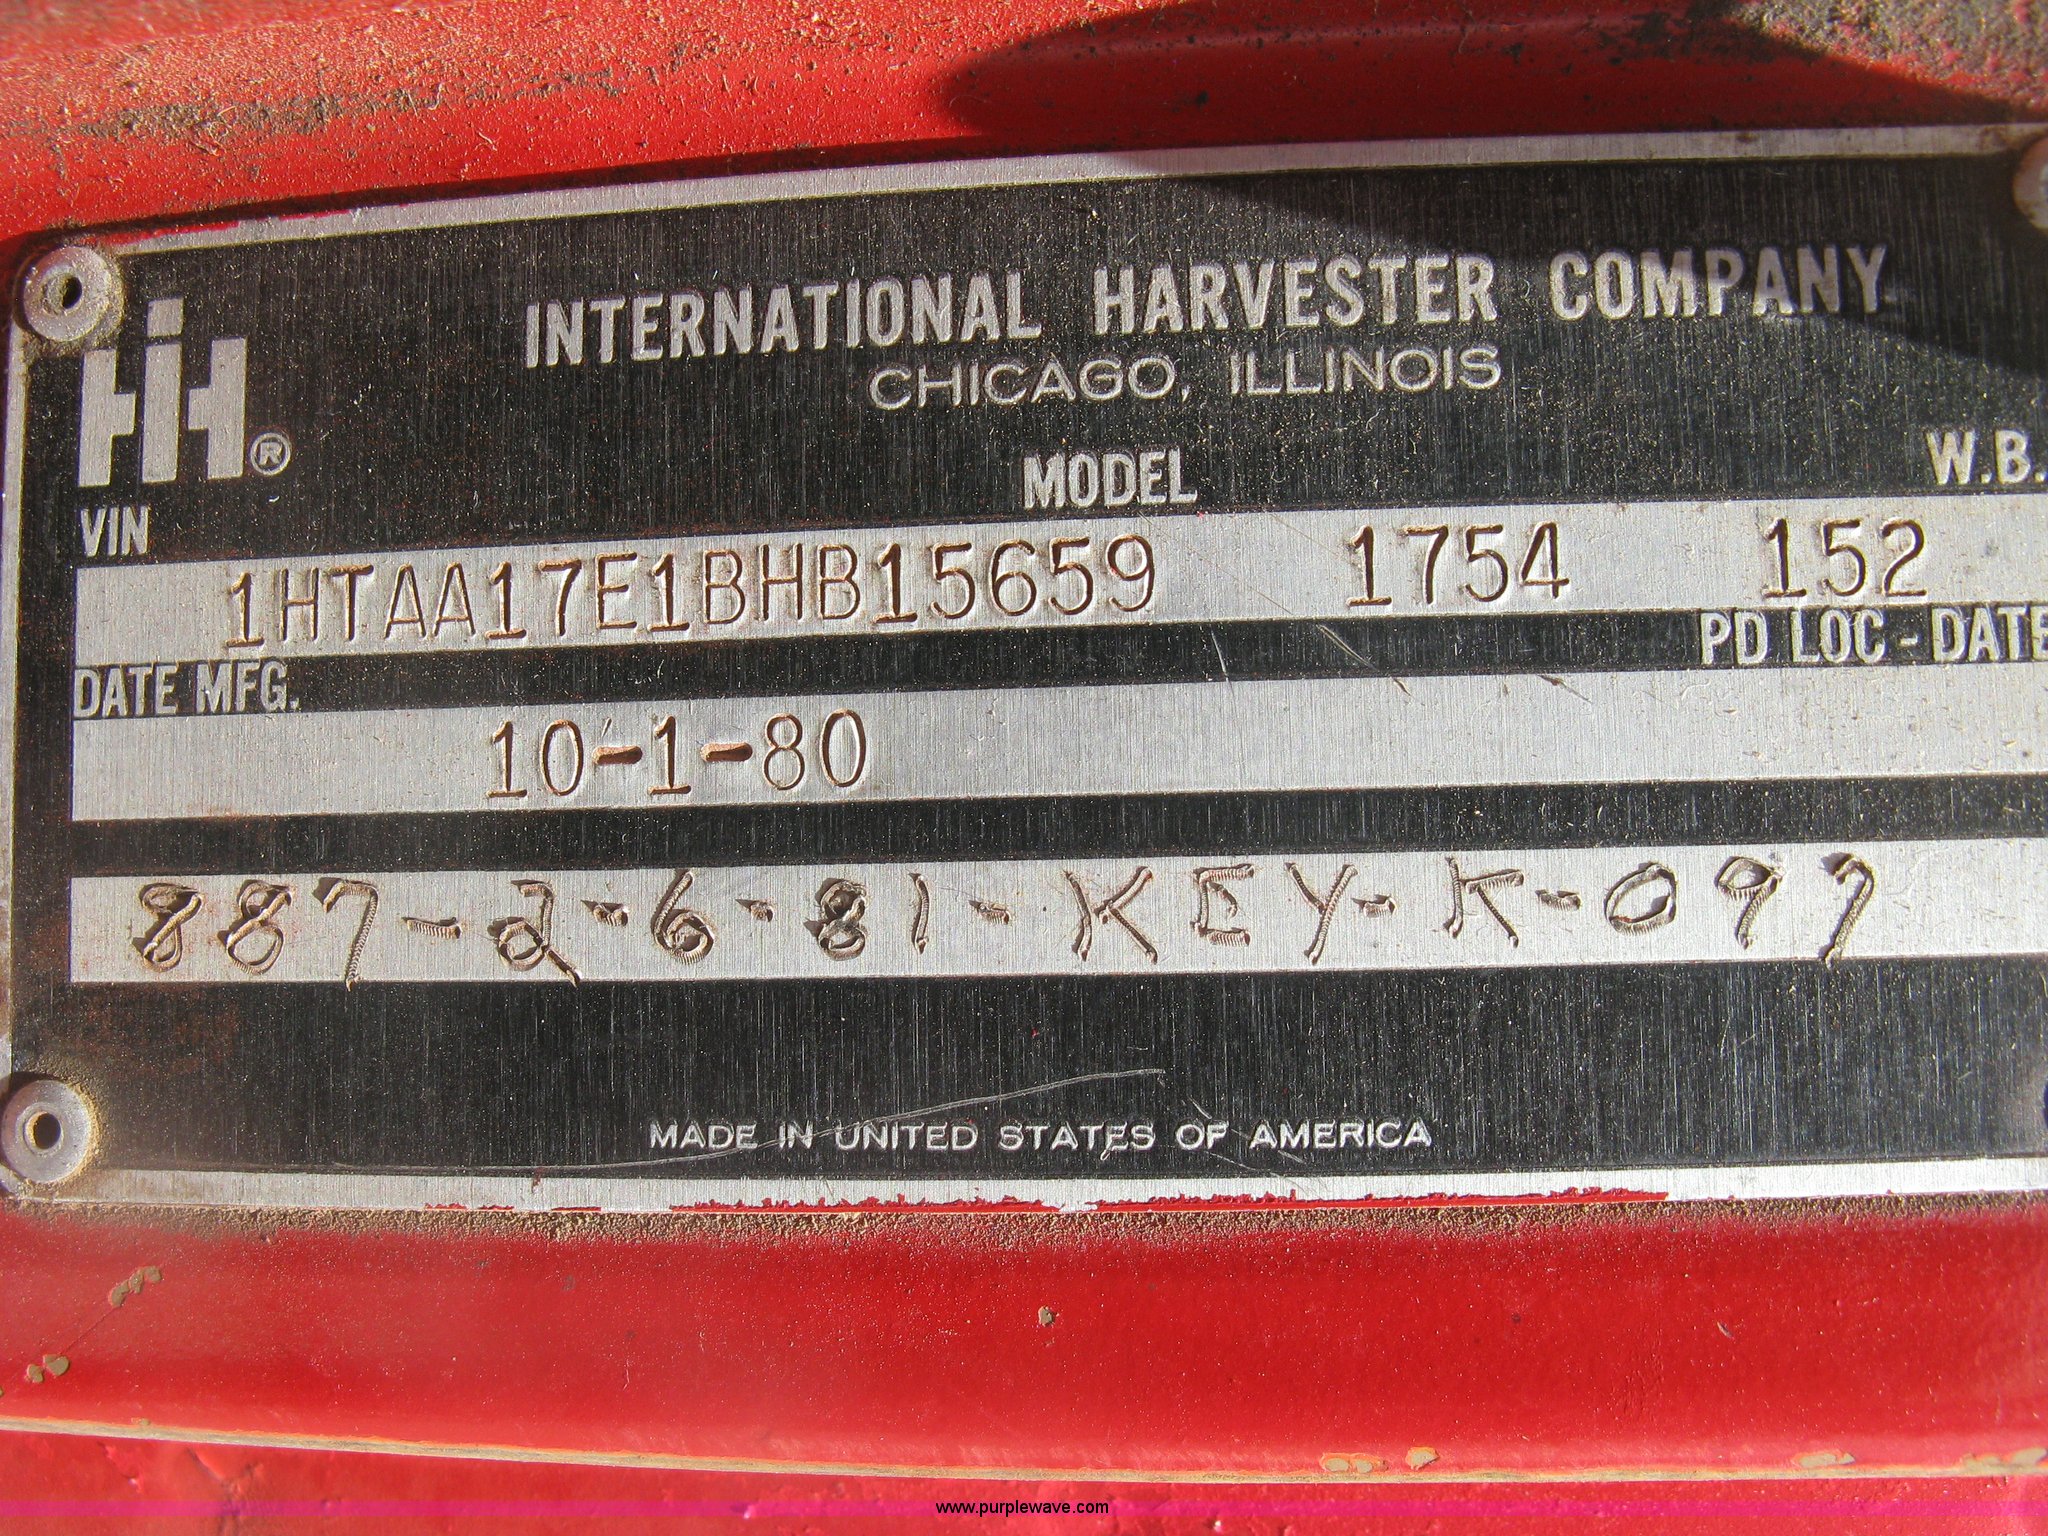 INTERNATIONAL HARVESTER COMPANY
CHICAGO, ILLINOIS
IH ®
MODEL W.B.
VIN
1HTAA17E1BHB15659 1754 152
PD LOC - DATE
DATE MFG.
10-1-80
887-2-6-81-KEY-K-097
MADE IN UNITED STATES OF AMERICA
www.purplewave.com